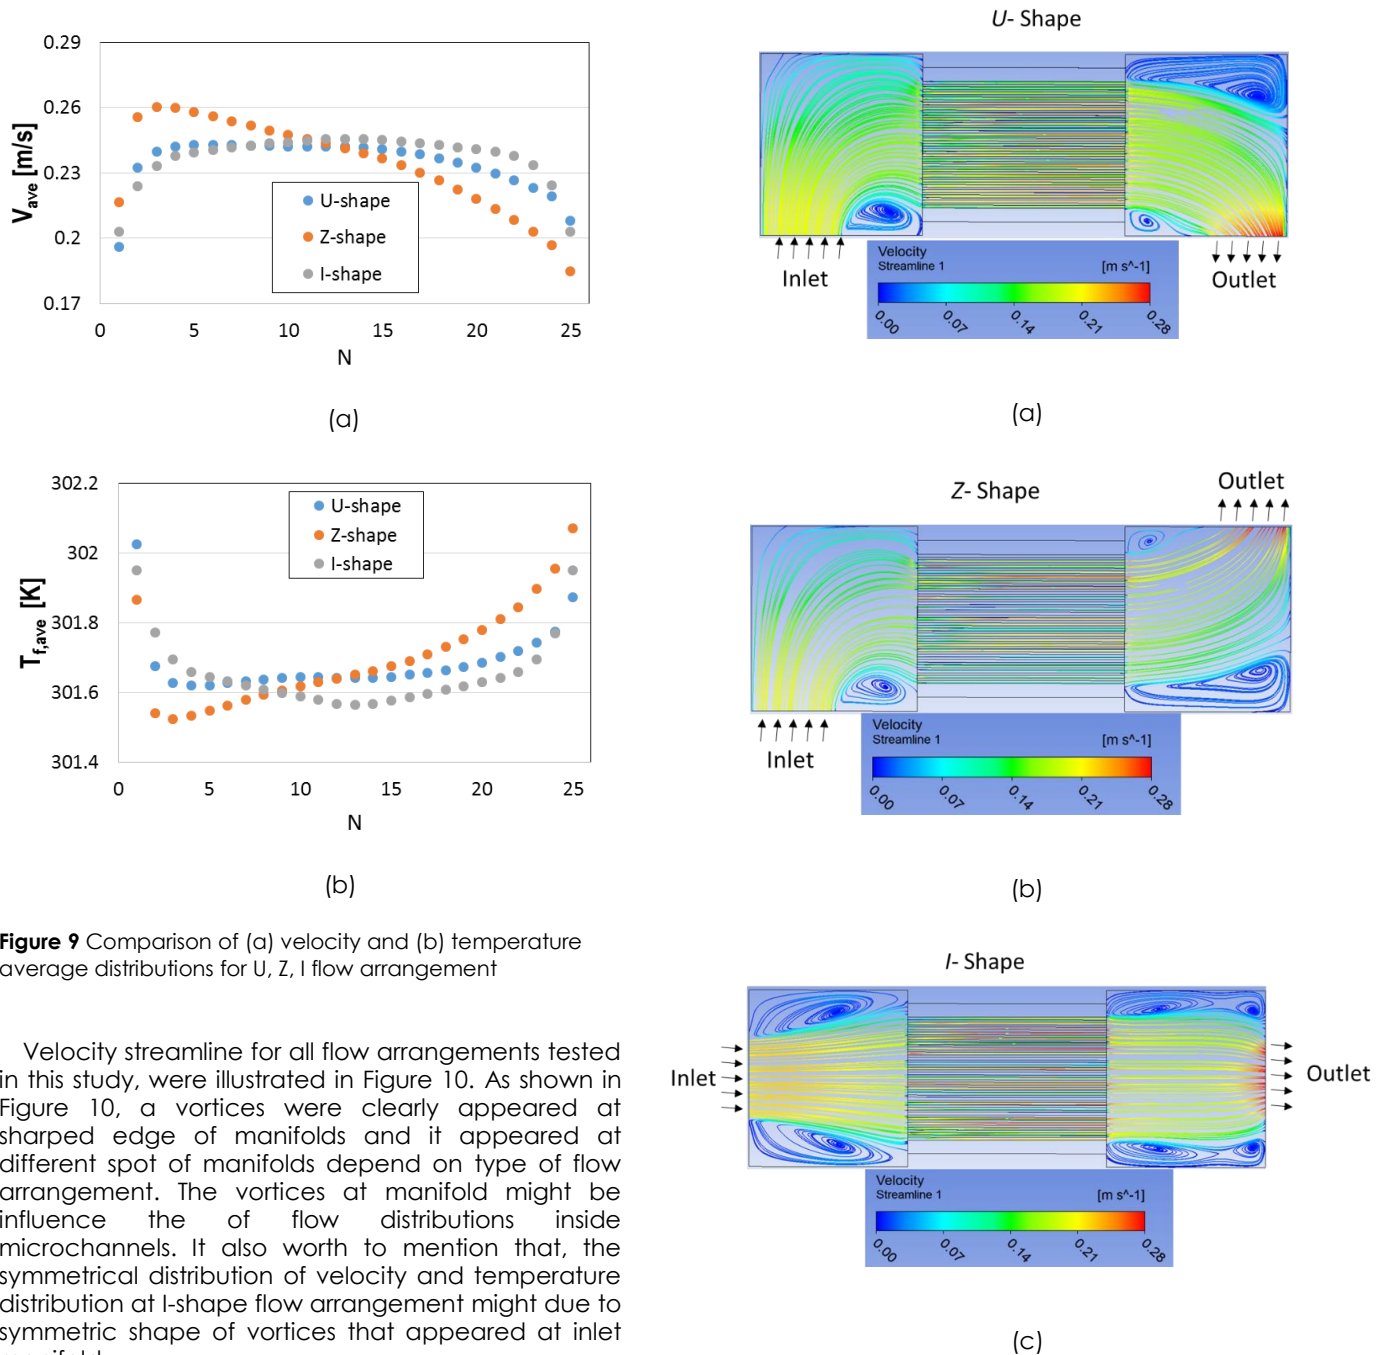 0.29
0.26
0.23
0.2
0.17
V_ave [m/s]
U-shape
Z-shape
I-shape
0 5 10 15 20 25
N
(a)
302.2
302
301.8
301.6
301.4
T_f,ave [K]
U-shape
Z-shape
I-shape
0 5 10 15 20 25
N
(b)
Figure 9 Comparison of (a) velocity and (b) temperature
average distributions for U, Z, I flow arrangement
Velocity streamline for all flow arrangements tested
in this study, were illustrated in Figure 10. As shown in
Figure 10, a vortices were clearly appeared at
sharped edge of manifolds and it appeared at
different spot of manifolds depend on type of flow
arrangement. The vortices at manifold might be
influence the of flow distributions inside
microchannels. It also worth to mention that, the
symmetrical distribution of velocity and temperature
distribution at I-shape flow arrangement might due to
symmetric shape of vortices that appeared at inlet
U- Shape
Inlet
Outlet
Velocity
Streamline 1 [m s^-1]
0.00 0.07 0.14 0.21 0.28
(a)
Z- Shape
Outlet
Inlet
Velocity
Streamline 1 [m s^-1]
0.00 0.07 0.14 0.21 0.28
(b)
I- Shape
Inlet
Outlet
Velocity
Streamline 1 [m s^-1]
0.00 0.07 0.14 0.21 0.28
(c)